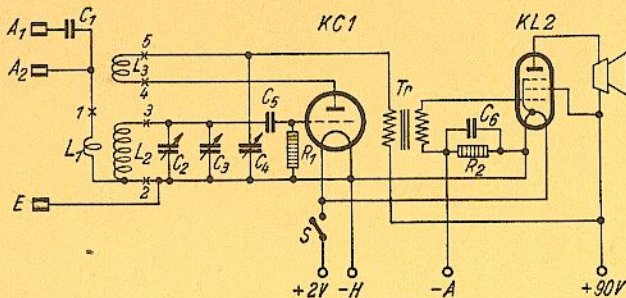 A1 C1 5 KC1 KL2
A2 L3
4 Tr
1 3 C5 C6
L1 L2 C2 C3 C4 R1 R2
E 2
S
+2V -H -A +90V